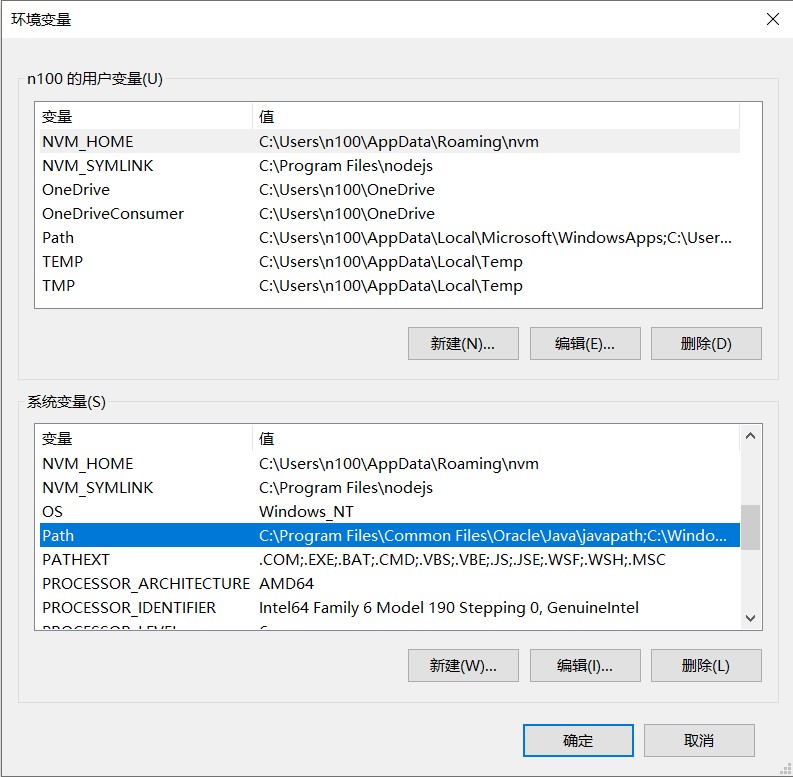 环境变量
n100 的用户变量(U)
变量 值
NVM_HOME C:\Users\n100\AppData\Roaming\nvm
NVM_SYMLINK C:\Program Files\nodejs
OneDrive C:\Users\n100\OneDrive
OneDriveConsumer C:\Users\n100\OneDrive
Path C:\Users\n100\AppData\Local\Microsoft\WindowsApps;C:\User...
TEMP C:\Users\n100\AppData\Local\Temp
TMP C:\Users\n100\AppData\Local\Temp
新建(N)... 编辑(E)... 删除(D)
系统变量(S)
变量 值
NVM_HOME C:\Users\n100\AppData\Roaming\nvm
NVM_SYMLINK C:\Program Files\nodejs
OS Windows_NT
Path C:\Program Files\Common Files\Oracle\Java\javapath;C:\Windo...
PATHEXT .COM;.EXE;.BAT;.CMD;.VBS;.VBE;.JS;.JSE;.WSF;.WSH;.MSC
PROCESSOR_ARCHITECTURE AMD64
PROCESSOR_IDENTIFIER Intel64 Family 6 Model 190 Stepping 0, GenuineIntel
PROCESSOR_LEVEL 6
新建(W)... 编辑(I)... 删除(L)
确定 取消